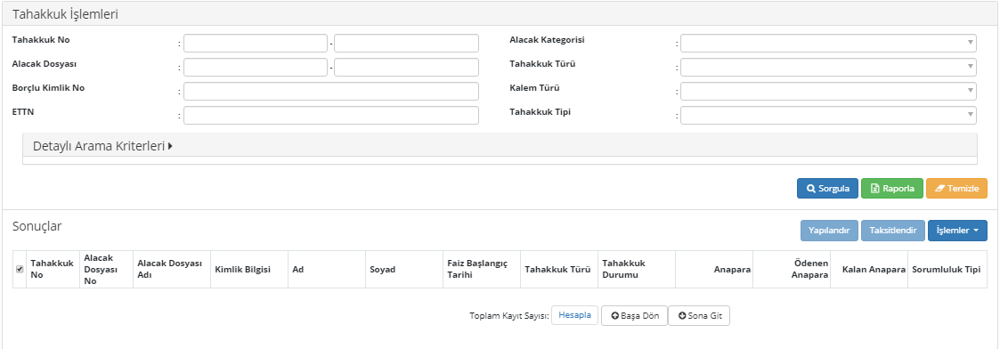 Tahakkuk İşlemleri
Tahakkuk No : - Alacak Kategorisi :
Alacak Dosyası : - Tahakkuk Türü :
Borçlu Kimlik No : Kalem Türü :
ETTN : Tahakkuk Tipi :
Detaylı Arama Kriterleri
Sorgula Raporla Temizle
Sonuçlar Yapılandır Taksitlendir İşlemler
Tahakkuk No Alacak Dosyası No Alacak Dosyası Adı Kimlik Bilgisi Ad Soyad Faiz Başlangıç Tarihi Tahakkuk Türü Tahakkuk Durumu Anapara Ödenen Anapara Kalan Anapara Sorumluluk Tipi
Toplam Kayıt Sayısı: Hesapla Başa Dön Sona Git